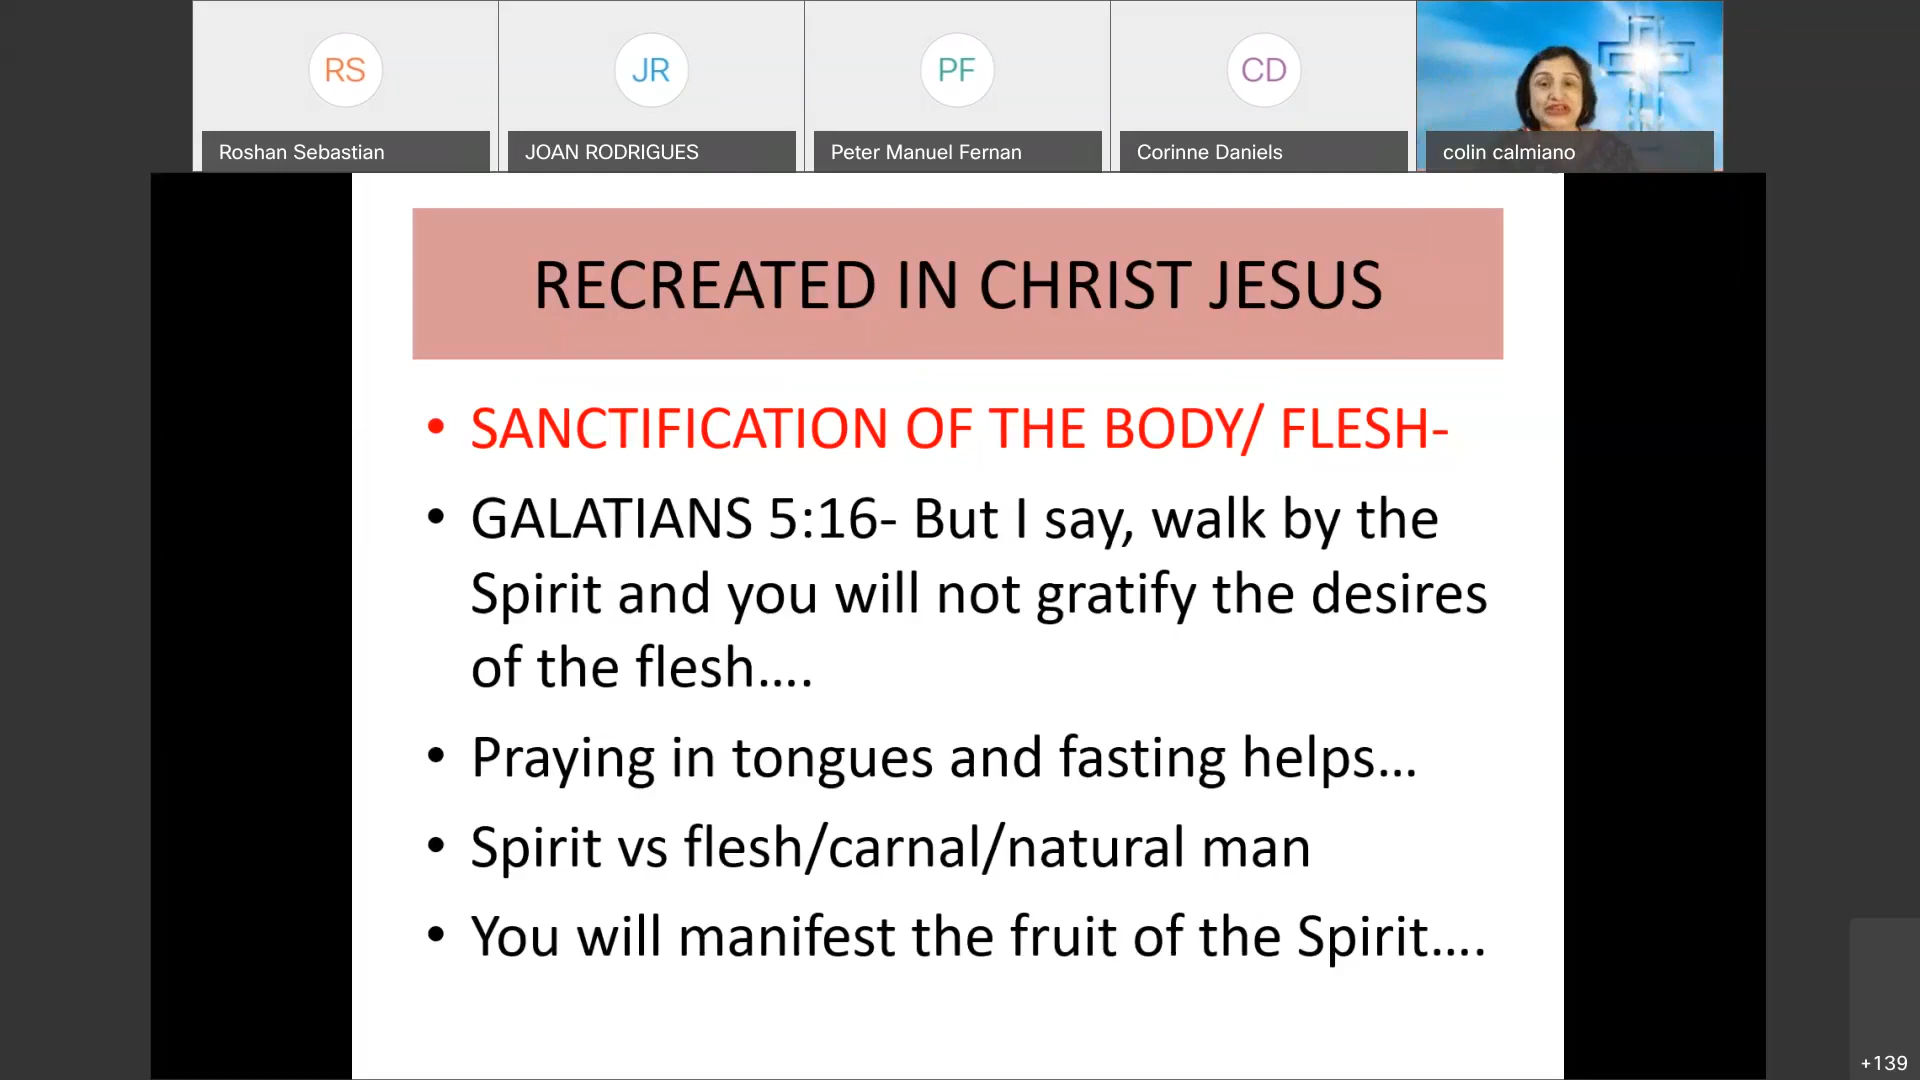 RS
JR
PF
CD
Roshan Sebastian
JOAN RODRIGUES
Peter Manuel Fernan
Corinne Daniels
colin calmiano
RECREATED IN CHRIST JESUS
• SANCTIFICATION OF THE BODY/ FLESH-
• GALATIANS 5:16- But I say, walk by the
Spirit and you will not gratify the desires
of the flesh....
• Praying in tongues and fasting helps...
• Spirit vs flesh/carnal/natural man
• You will manifest the fruit of the Spirit....
+139